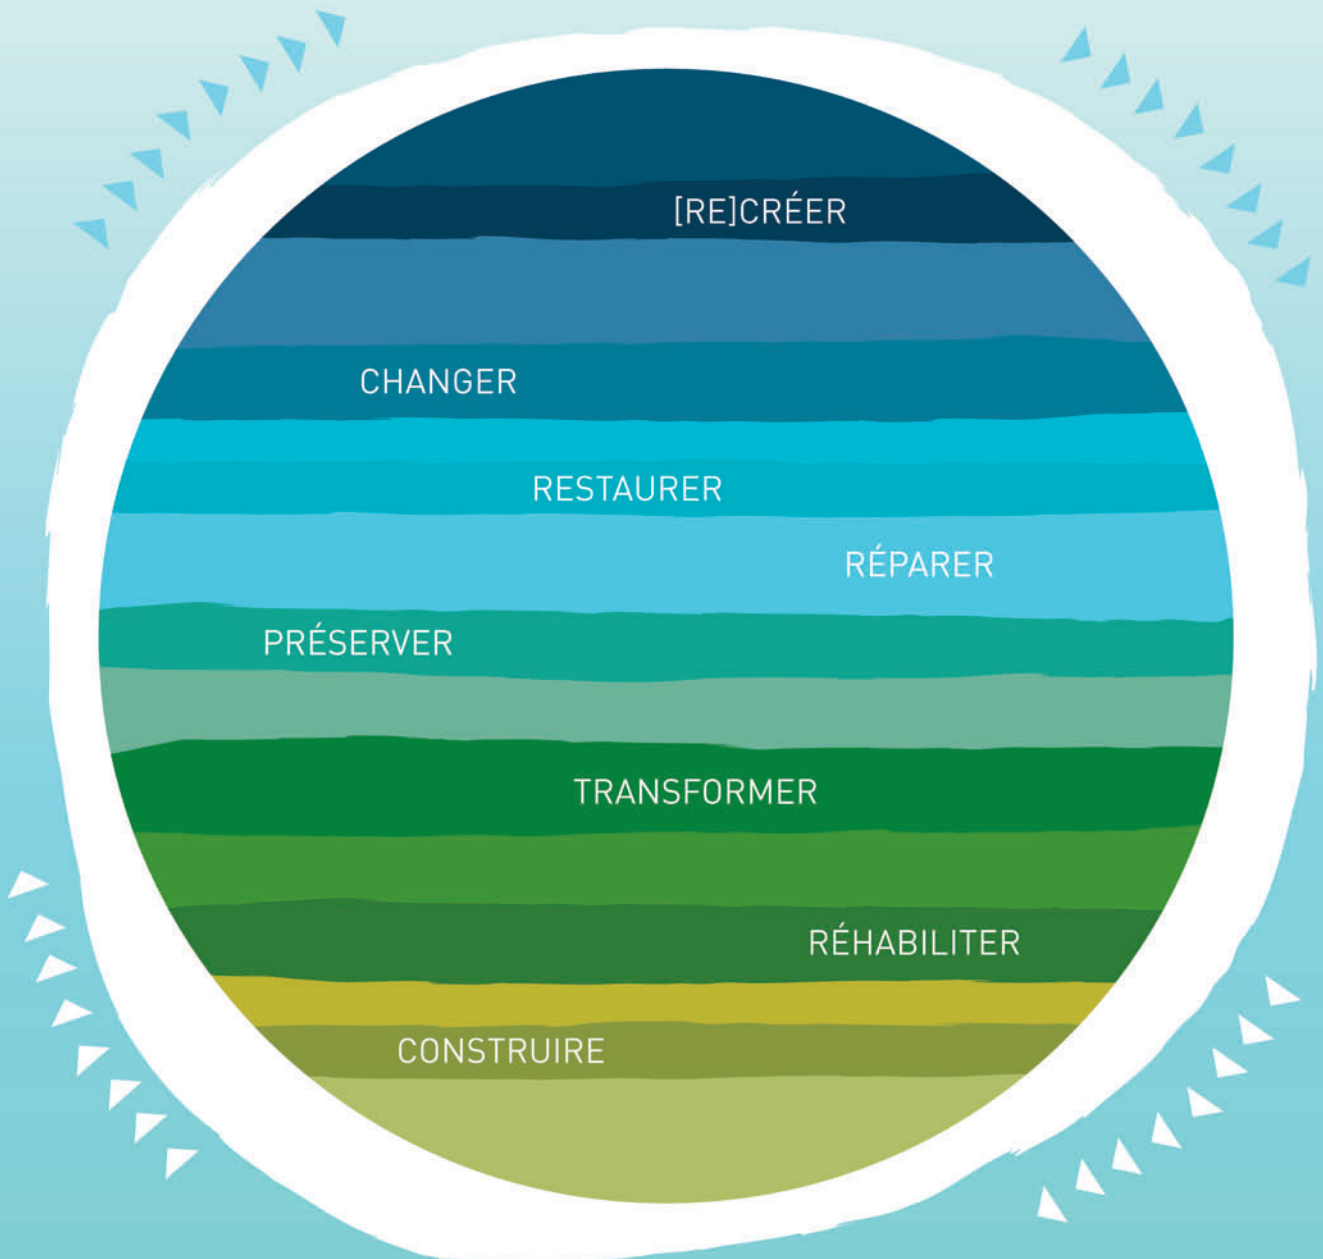 [RE]CRÉER
CHANGER
RESTAURER
RÉPARER
PRÉSERVER
TRANSFORMER
RÉHABILITER
CONSTRUIRE